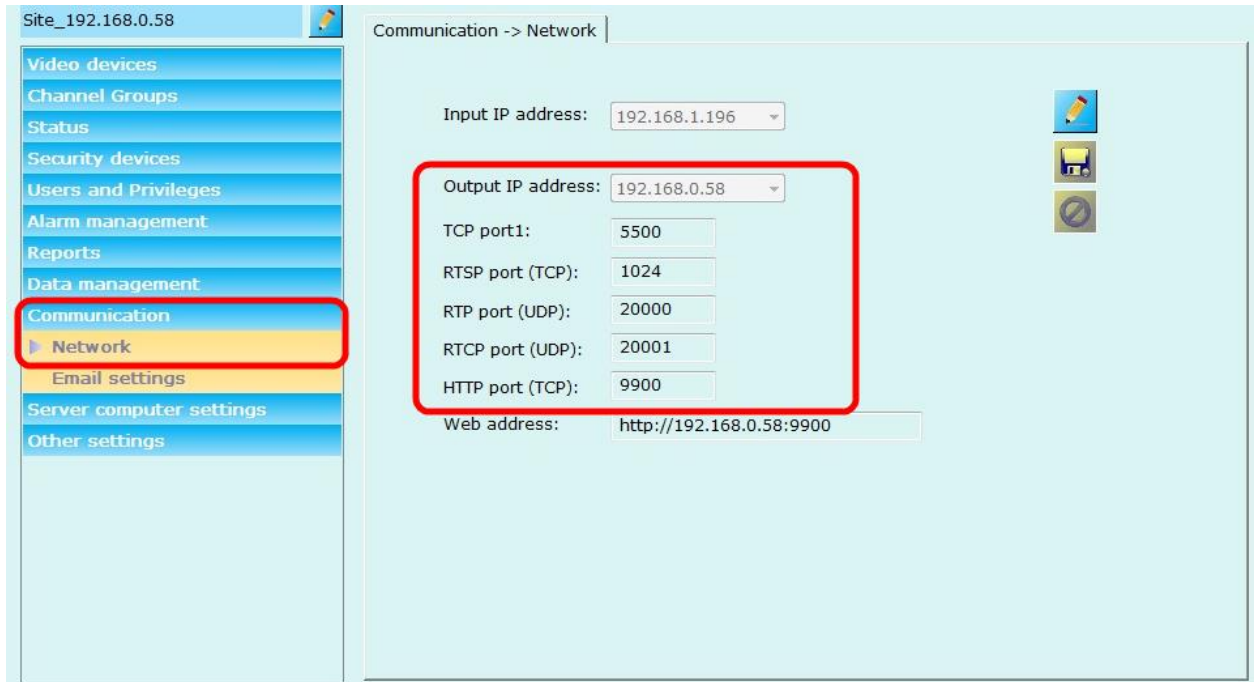 Site_192.168.0.58
Video devices
Channel Groups
Status
Security devices
Users and Privileges
Alarm management
Reports
Data management
Communication
Network
Email settings
Server computer settings
Other settings
Communication -> Network
Input IP address: 192.168.1.196
Output IP address: 192.168.0.58
TCP port1: 5500
RTSP port (TCP): 1024
RTP port (UDP): 20000
RTCP port (UDP): 20001
HTTP port (TCP): 9900
Web address: http://192.168.0.58:9900